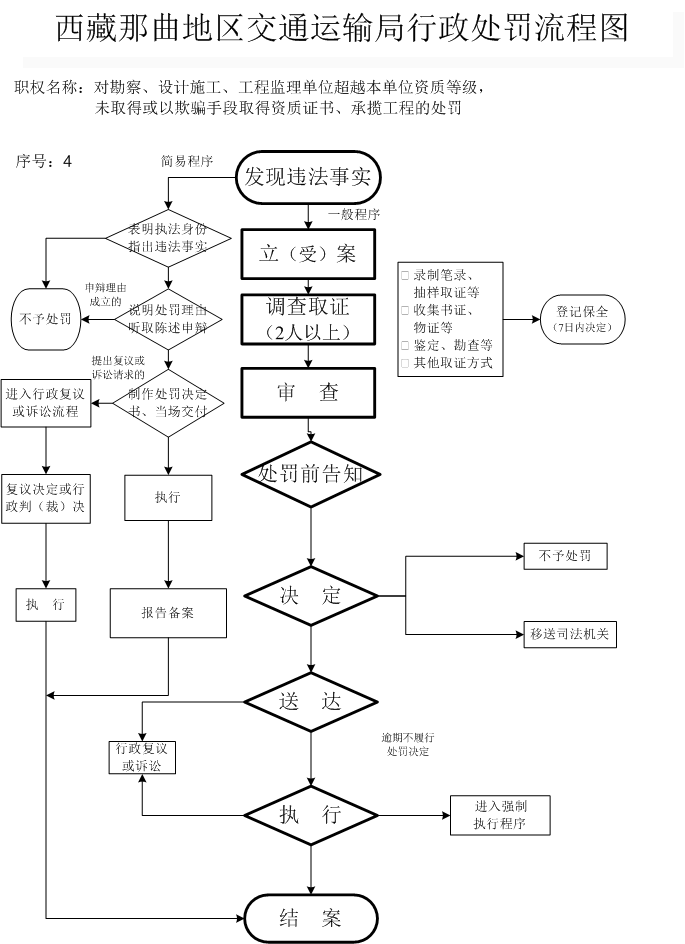 西藏那曲地区交通运输局行政处罚流程图
职权名称：对勘察、设计施工、工程监理单位超越本单位资质等级，
未取得或以欺骗手段取得资质证书、承揽工程的处罚
序号：4
简易程序
发现违法事实
一般程序
表明执法身份
指出违法事实
立（受）案
申辩理由
成立的
不予处罚
说明处罚理由
听取陈述申辩
调查取证
（2人以上）
□ 录制笔录、
抽样取证等
□ 收集书证、
物证等
□ 鉴定、勘查等
□ 其他取证方式
登记保全
（7日内决定）
提出复议或
诉讼请求的
进入行政复议
或诉讼流程
制作处罚决定
书、当场交付
审 查
处罚前告知
复议决定或行
政判（裁）决
执行
不予处罚
执 行
报告备案
决 定
移送司法机关
送 达
行政复议
或诉讼
逾期不履行
处罚决定
执 行
进入强制
执行程序
结 案